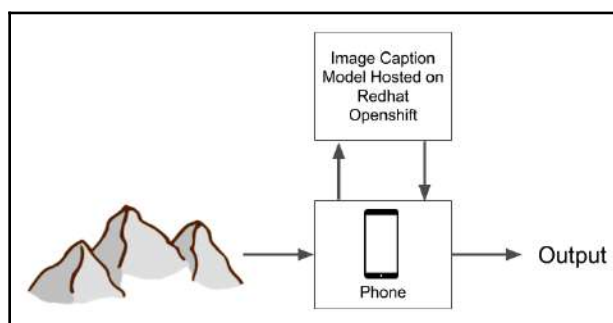 Image Caption
Model Hosted on
Redhat
Openshift
Phone
Output